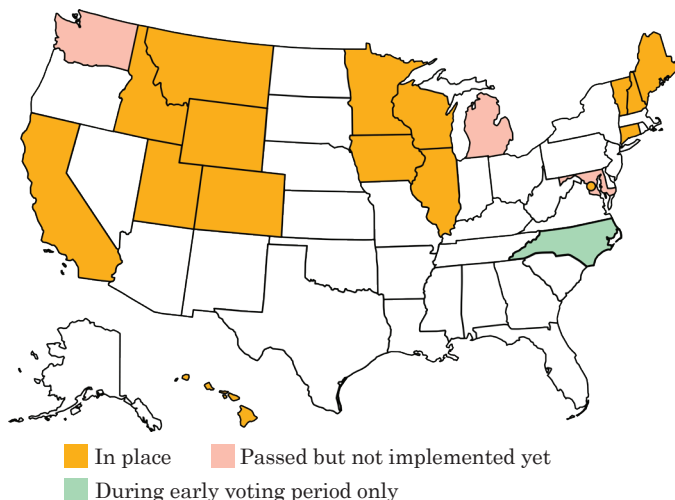 In place
Passed but not implemented yet
During early voting period only